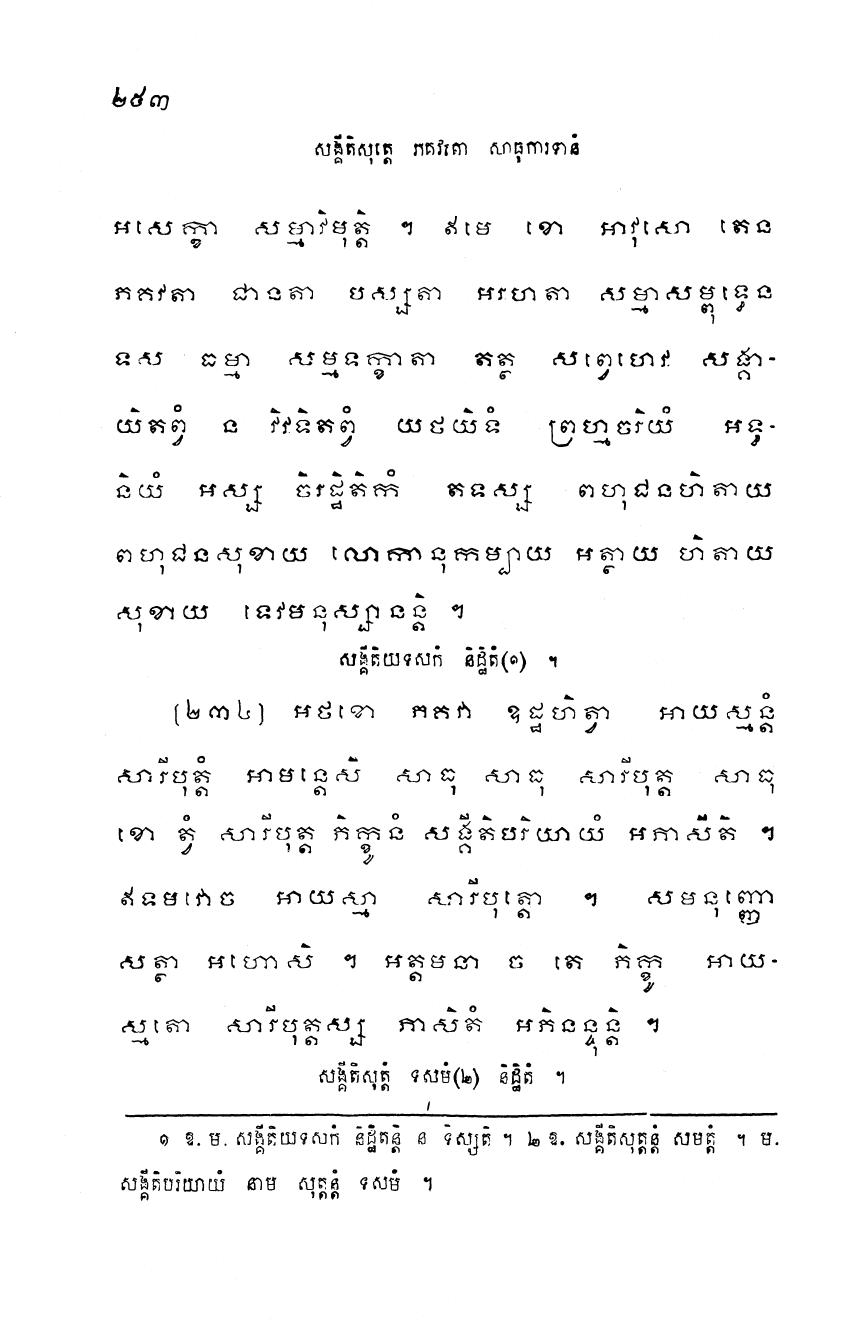 ២៥៣
សង្គីតិសុត្តេ ភគវតោ សាធុការទានំ
អសេក្ខា សម្មាវិមុត្តិ ។ ឥមេ ខោ អាវុសោ តេន
ភគវតា ជានតា បស្សតា អរហតា សម្មាសម្ពុទ្ធេន
ទស ធម្មា សម្មទក្ខាតា តត្ថ សព្វេហេវ សង្គា-
យិតព្វំ ន វិវទិតព្វំ យថយិទំ ព្រហ្មចរិយំ អទ្ធ-
និយំ អស្ស ចិរដ្ឋិតិកំ តទស្ស ពហុជនហិតាយ
ពហុជនសុខាយ លោកានុកម្បាយ អត្ថាយ ហិតាយ
សុខាយ ទេវមនុស្សានន្តិ ។
សង្គីតិយទសកំ និដ្ឋិតំ(១) ។
[២៣៤] អថខោ ភគវា ឧដ្ឋហិត្វា អាយស្មន្តំ
សារីបុត្តំ អាមន្តេសិ សាធុ សាធុ សារីបុត្ត សាធុ
ខោ ត្វំ សារីបុត្ត ភិក្ខូនំ សង្គីតិបរិយាយំ អភាសីតិ ។
ឥទមវោច អាយស្មា សារីបុត្តោ ។ សមនុញ្ញោ
សត្ថា អហោសិ ។ អត្តមនា ច តេ ភិក្ខូ អាយ-
ស្មតោ សារីបុត្តស្ស ភាសិតំ អភិនន្ទុន្តិ ។
សង្គីតិសុត្តំ ទសមំ(២) និដ្ឋិតំ ។
១ ឱ. ម. សង្គីតិយទសកំ និដ្ឋិតន្តិ ន ទិស្សតិ ។ ២ ឱ. សង្គីតិសុត្តន្តំ សមត្តំ ។ ម.
សង្គីតិបរិយាយំ នាម សុត្តន្តំ ទសមំ ។